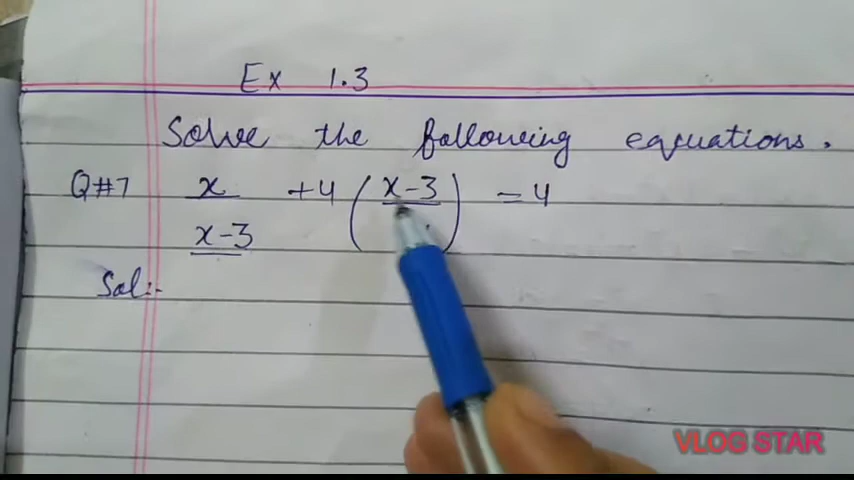 Ex 1.3
Solve the following equations.
Q#7 x/x-3 +4 (x-3/) = 4
Sol:-
VLOG STAR